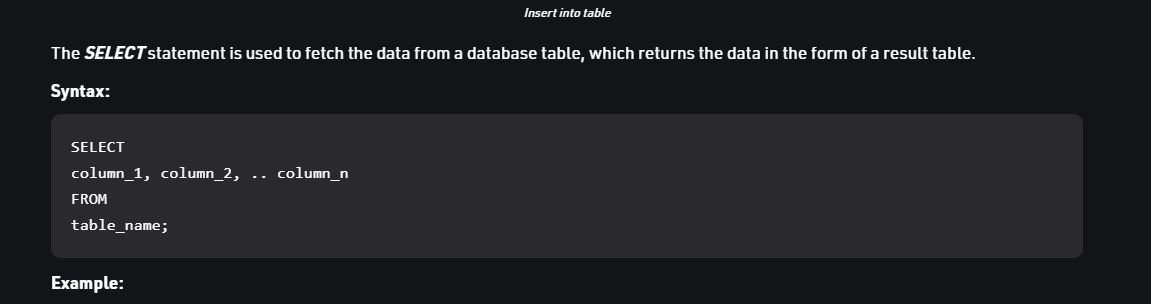 Insert into table
The SELECT statement is used to fetch the data from a database table, which returns the data in the form of a result table.
Syntax:
SELECT
column_1, column_2, .. column_n
FROM
table_name;
Example: